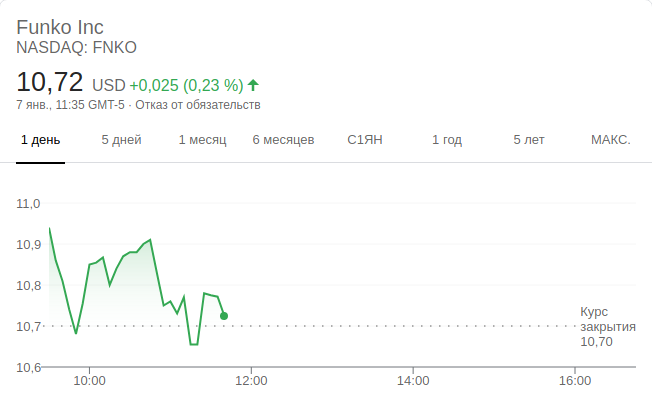 Funko Inc
NASDAQ: FNKO
10,72 USD +0,025 (0,23 %)
7 янв., 11:35 GMT-5 · Отказ от обязательств
1 день 5 дней 1 месяц 6 месяцев С1ЯН 1 год 5 лет МАКС.
11,0
10,9
10,8
10,7
10,6
Курс
закрытия
10,70
10:00 12:00 14:00 16:00